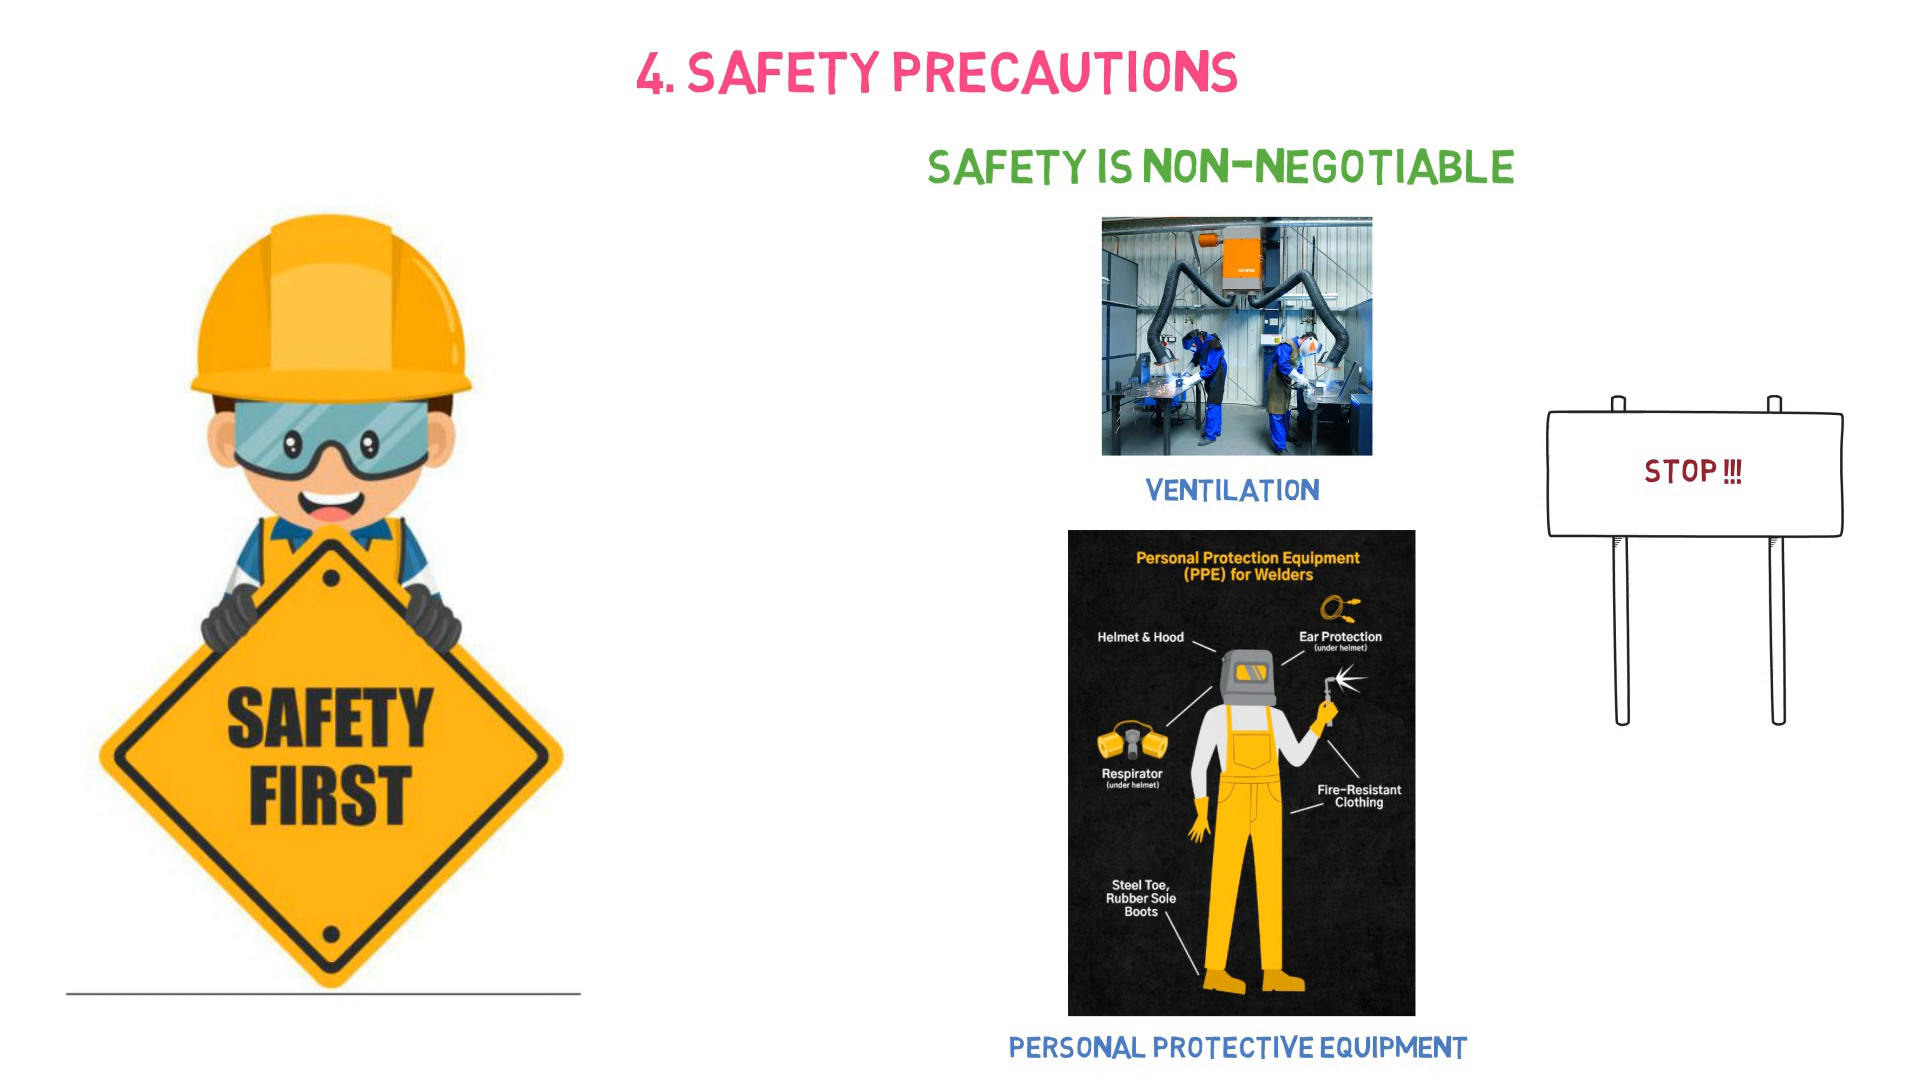 4. SAFETY PRECAUTIONS
SAFETY IS NON-NEGOTIABLE
SAFETY
FIRST
VENTILATION
STOP !!!
Personal Protection Equipment
(PPE) for Welders
Helmet & Hood
Ear Protection
(under helmet)
Respirator
(under helmet)
Fire-Resistant
Clothing
Steel Toe,
Rubber Sole
Boots
PERSONAL PROTECTIVE EQUIPMENT